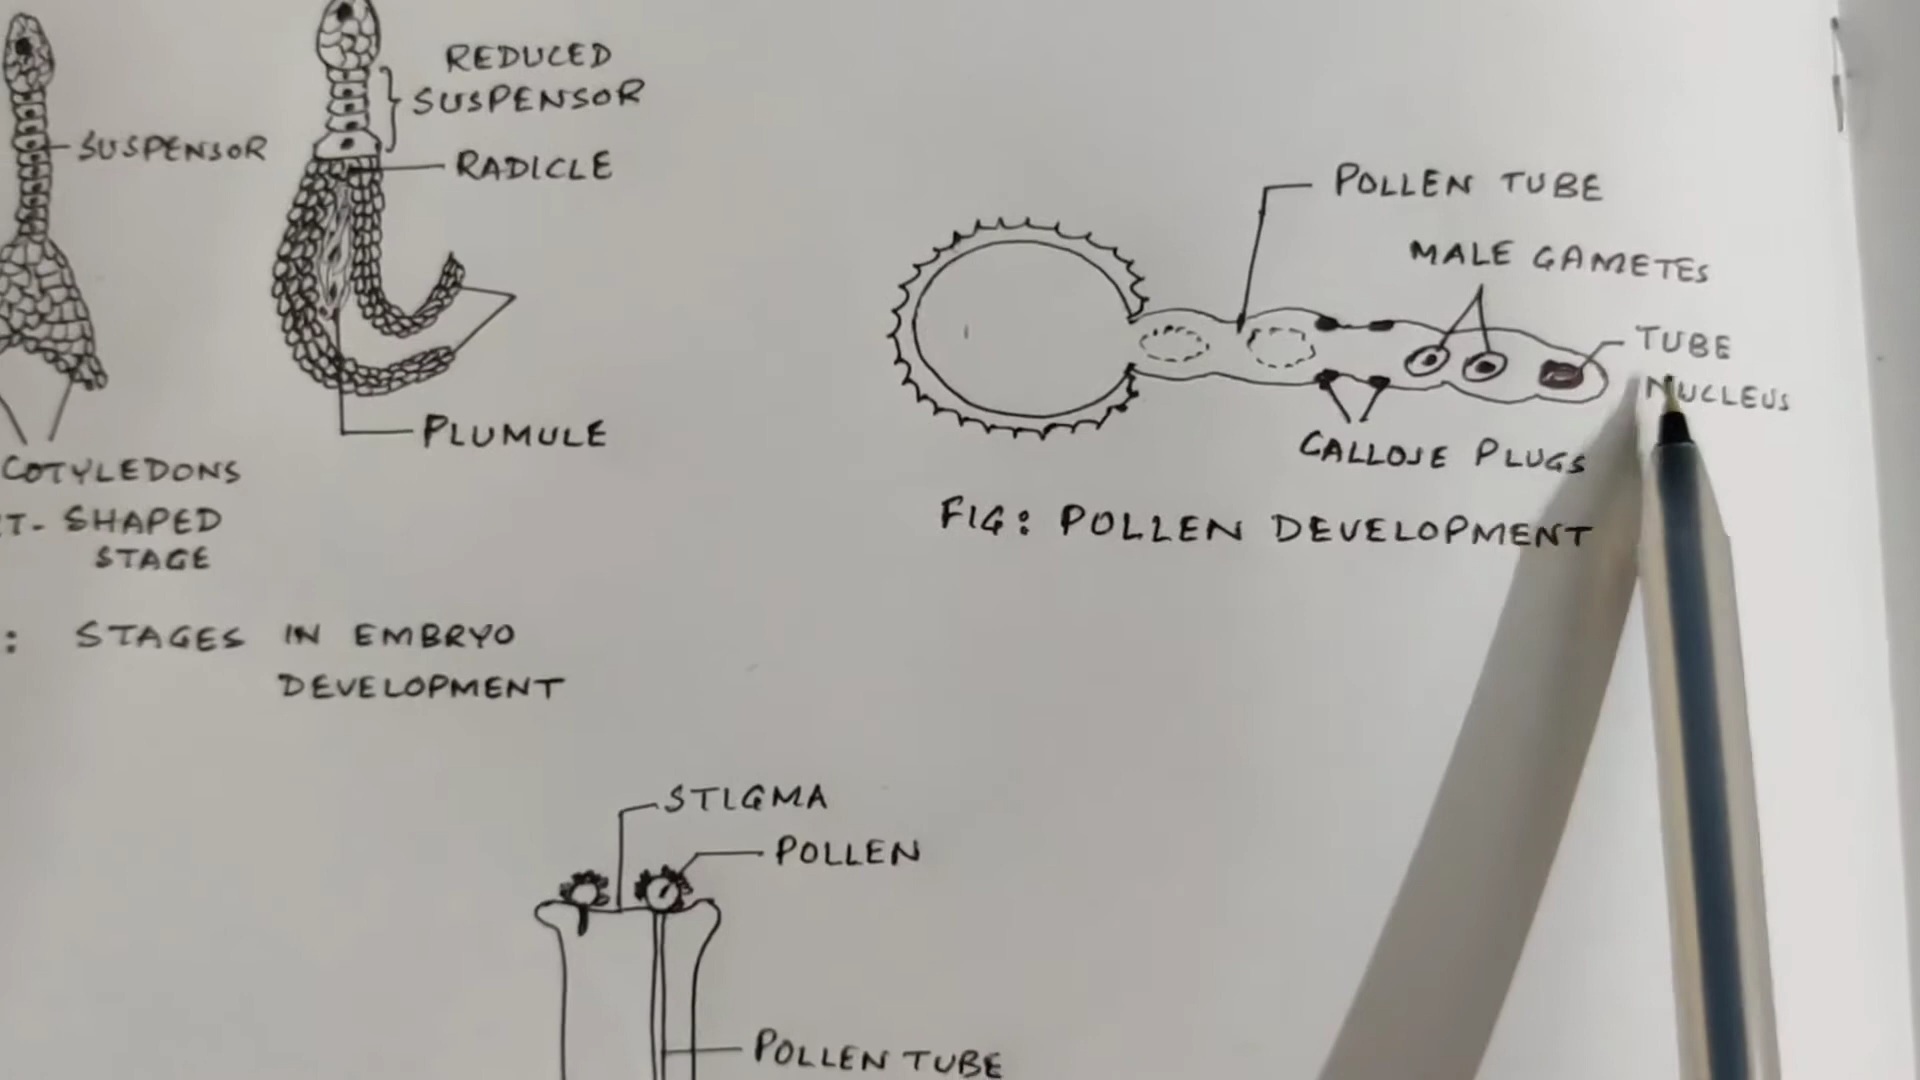 REDUCED
SUSPENSOR
SUSPENSOR
RADICLE
PLUMULE
COTYLEDONS
T- SHAPED
STAGE
: STAGES IN EMBRYO
DEVELOPMENT
POLLEN TUBE
MALE GAMETES
TUBE
NUCLEUS
CALLOSE PLUGS
FIG: POLLEN DEVELOPMENT
STIGMA
POLLEN
POLLEN TUBE